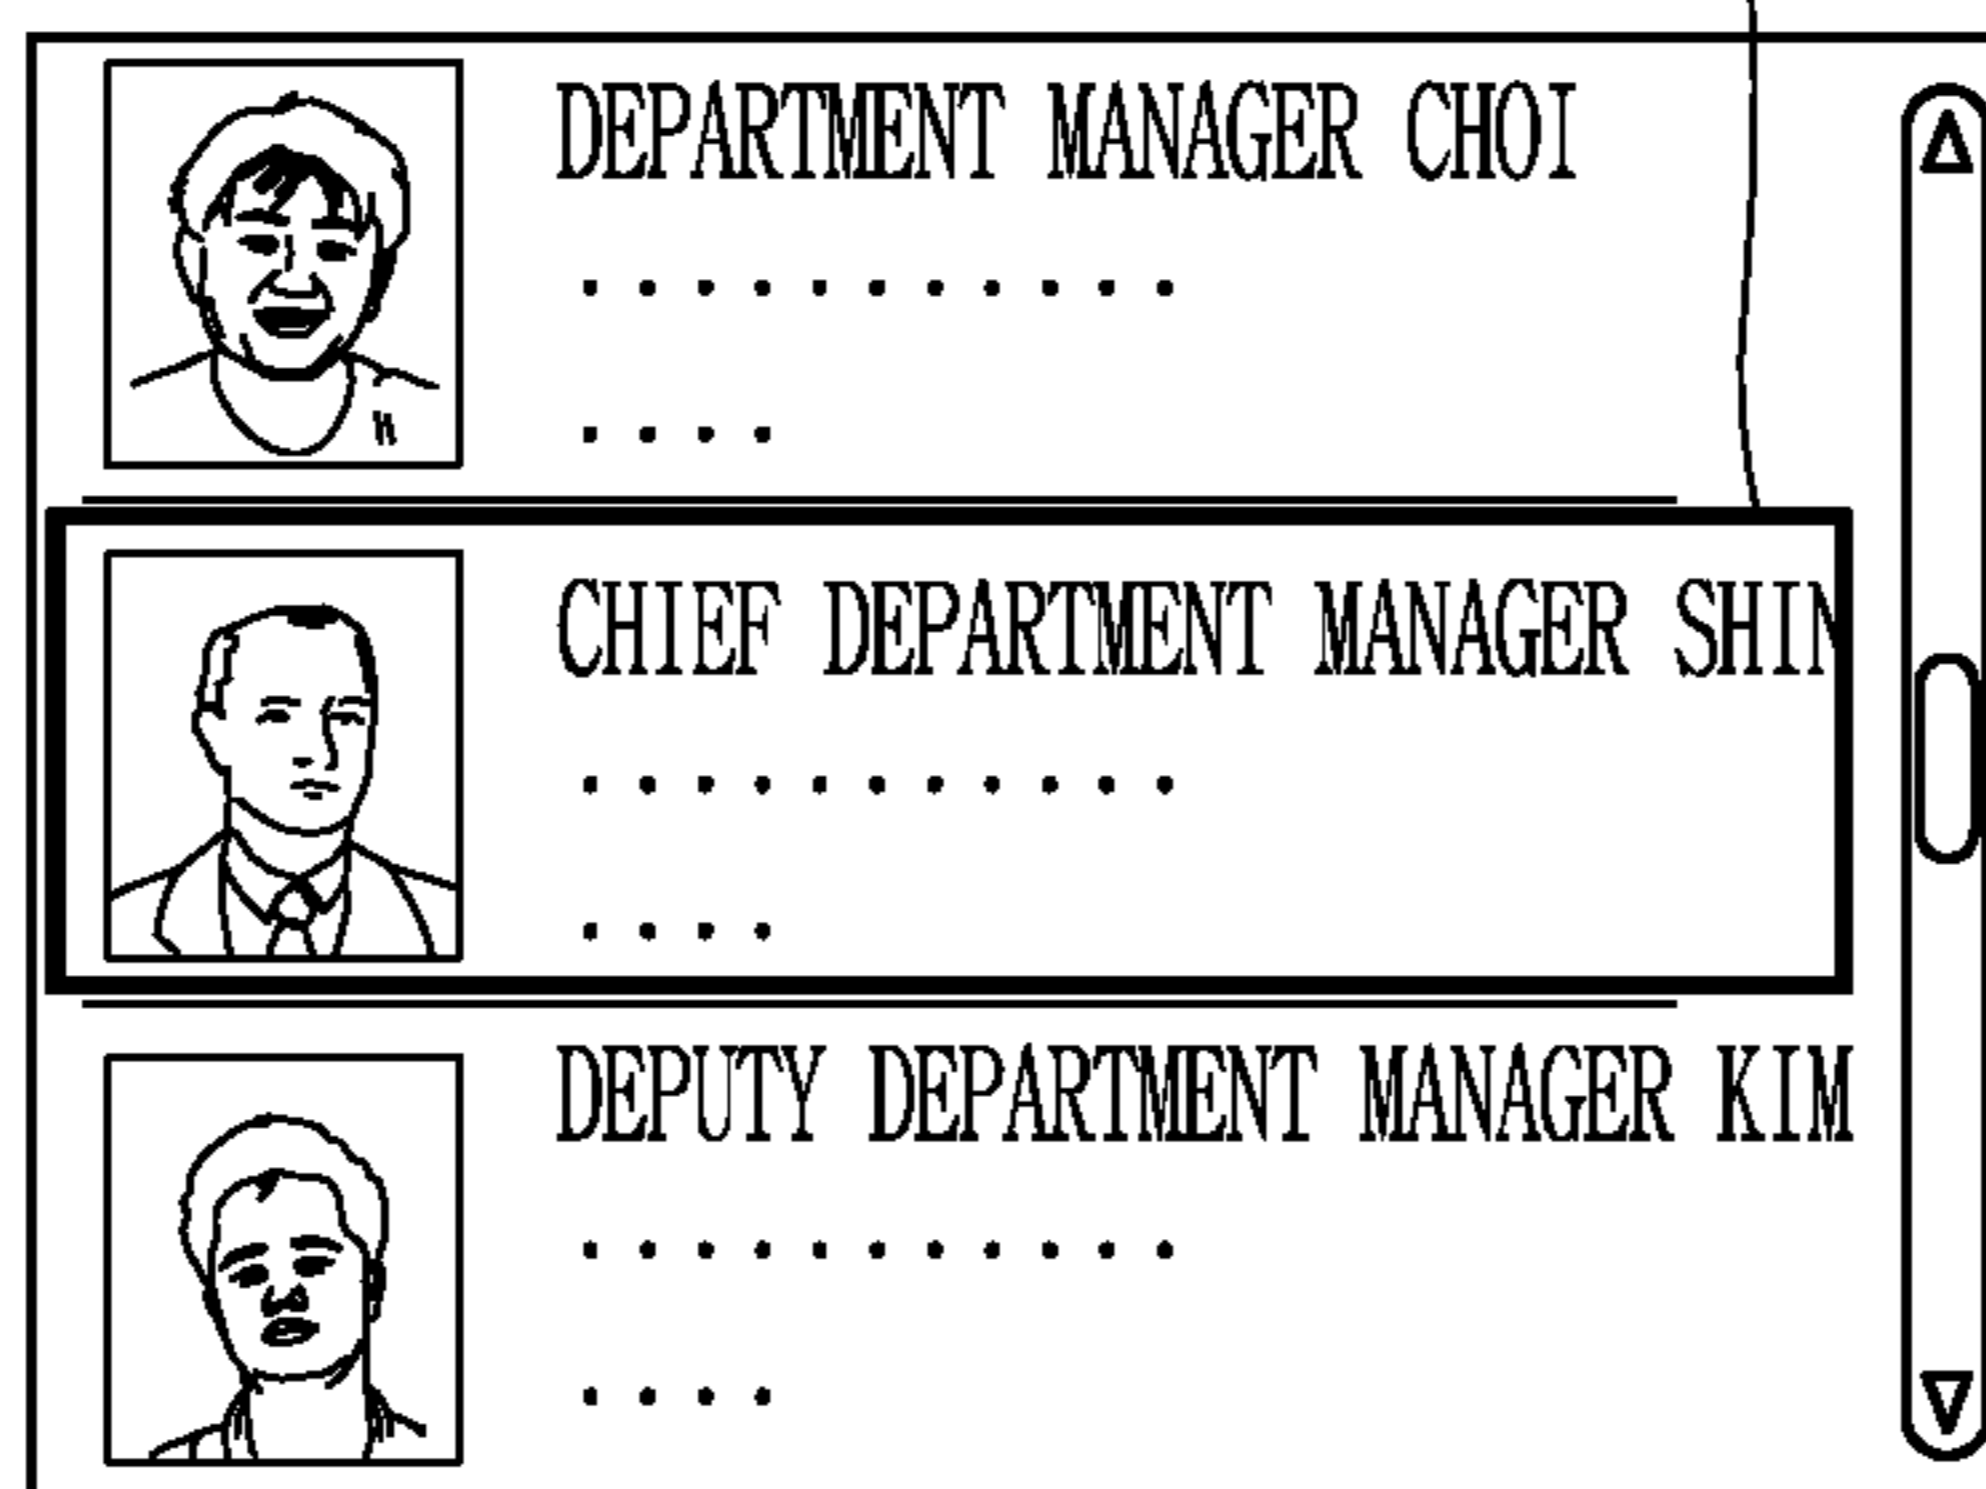 DEPARTMENT MANAGER CHOI
. . . . . . . . . . .
. . . .
CHIEF DEPARTMENT MANAGER SHIN
. . . . . . . . . . .
. . . .
DEPUTY DEPARTMENT MANAGER KIM
. . . . . . . . . . .
. . . .